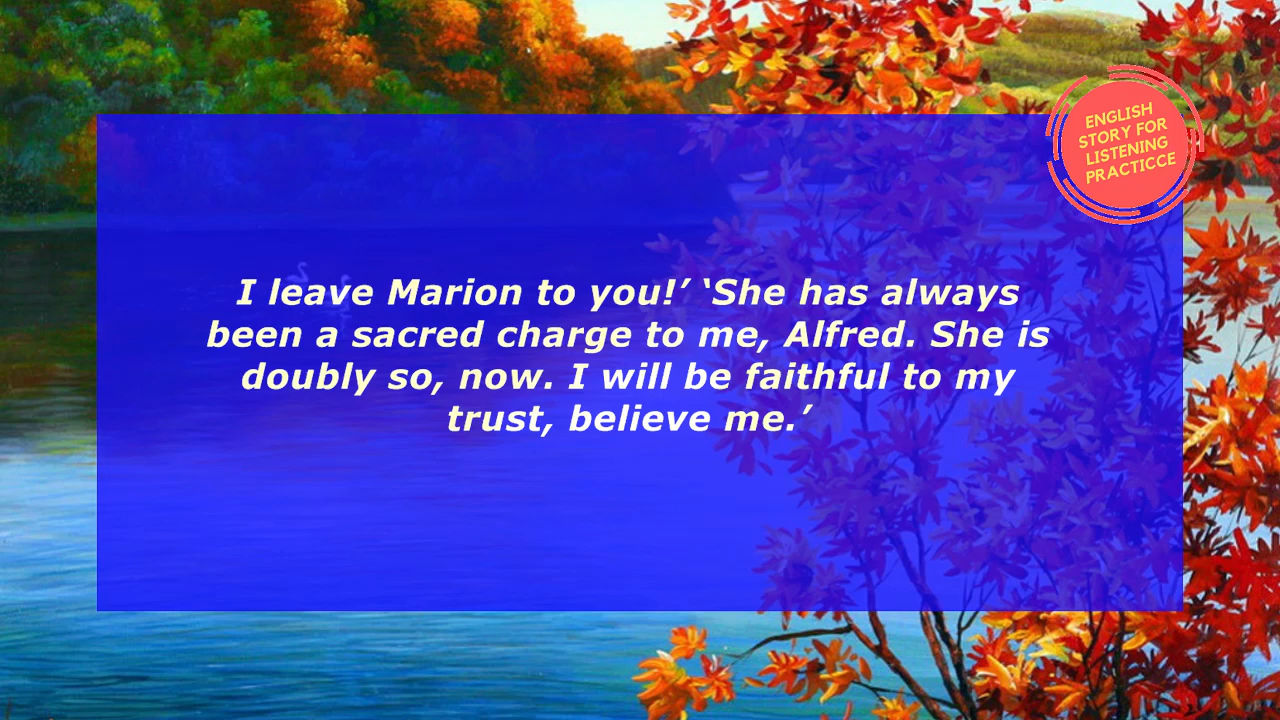 ENGLISH
STORY FOR
LISTENING
PRACTICCE
I leave Marion to you!’ ‘She has always
been a sacred charge to me, Alfred. She is
doubly so, now. I will be faithful to my
trust, believe me.’